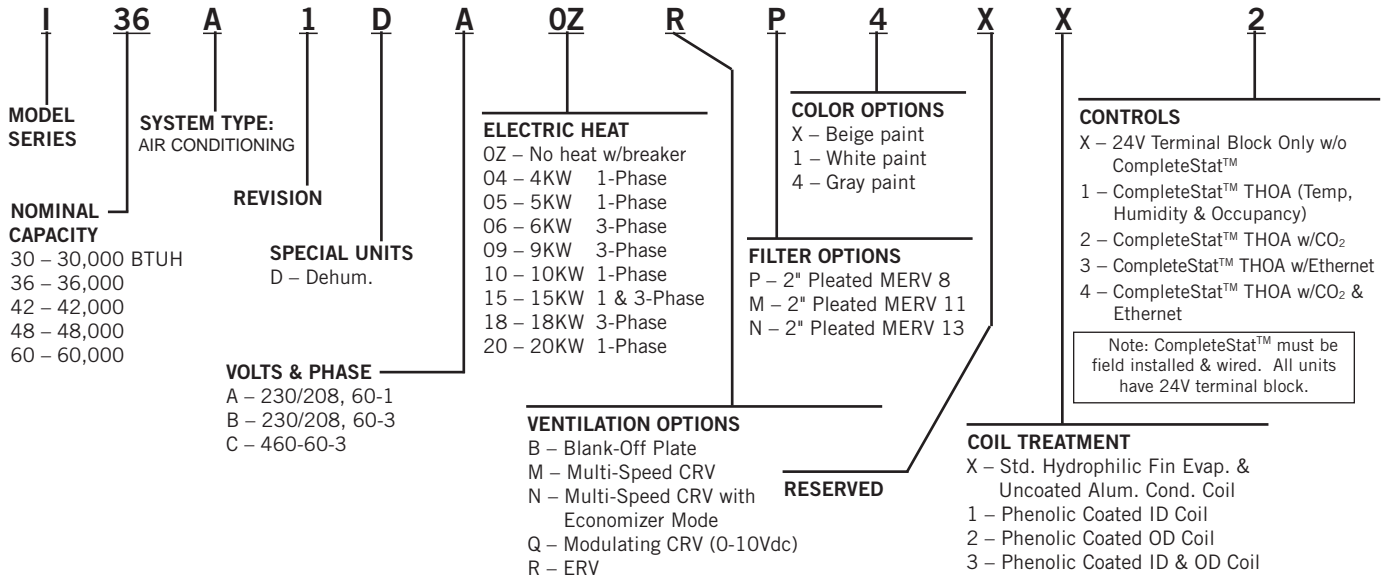 I 36 A 1 D A 0Z R P 4 X X 2
MODEL
SERIES
SYSTEM TYPE:
AIR CONDITIONING
REVISION
NOMINAL
CAPACITY
30 – 30,000 BTUH
36 – 36,000
42 – 42,000
48 – 48,000
60 – 60,000
SPECIAL UNITS
D – Dehum.
VOLTS & PHASE
A – 230/208, 60-1
B – 230/208, 60-3
C – 460-60-3
ELECTRIC HEAT
0Z – No heat w/breaker
04 – 4KW 1-Phase
05 – 5KW 1-Phase
06 – 6KW 3-Phase
09 – 9KW 3-Phase
10 – 10KW 1-Phase
15 – 15KW 1 & 3-Phase
18 – 18KW 3-Phase
20 – 20KW 1-Phase
VENTILATION OPTIONS
B – Blank-Off Plate
M – Multi-Speed CRV
N – Multi-Speed CRV with
Economizer Mode
Q – Modulating CRV (0-10Vdc)
R – ERV
COLOR OPTIONS
X – Beige paint
1 – White paint
4 – Gray paint
FILTER OPTIONS
P – 2" Pleated MERV 8
M – 2" Pleated MERV 11
N – 2" Pleated MERV 13
RESERVED
CONTROLS
X – 24V Terminal Block Only w/o
CompleteStat™
1 – CompleteStat™ THOA (Temp,
Humidity & Occupancy)
2 – CompleteStat™ THOA w/CO₂
3 – CompleteStat™ THOA w/Ethernet
4 – CompleteStat™ THOA w/CO₂ &
Ethernet
Note: CompleteStat™ must be
field installed & wired. All units
have 24V terminal block.
COIL TREATMENT
X – Std. Hydrophilic Fin Evap. &
Uncoated Alum. Cond. Coil
1 – Phenolic Coated ID Coil
2 – Phenolic Coated OD Coil
3 – Phenolic Coated ID & OD Coil